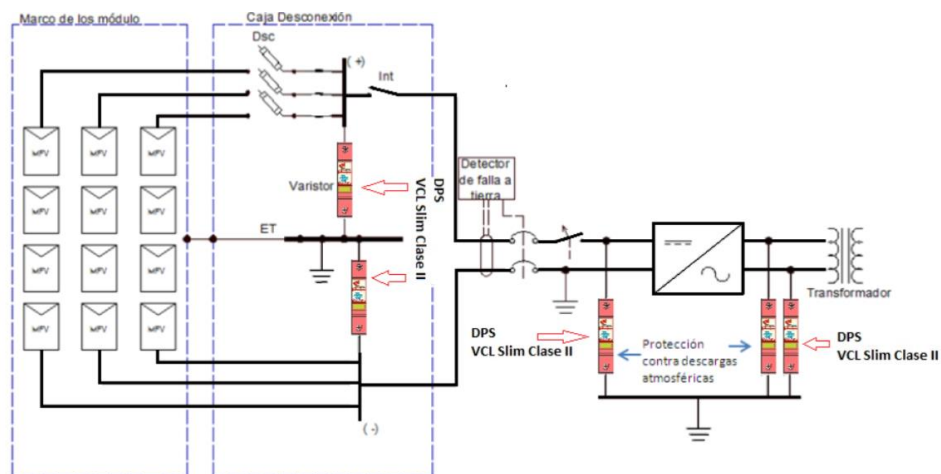 Marco de los módulo
Caja Desconexión
Dsc
(+)
Int
MPV
MPV
MPV
MPV
MPV
MPV
MPV
MPV
MPV
MPV
MPV
MPV
Varistor
DPS
VCL Slim Clase II
ET
(-)
Detector
de falla a
tierra
Transformador
DPS
VCL Slim Clase II
Protección
contra descargas
atmosféricas
DPS
VCL Slim Clase II